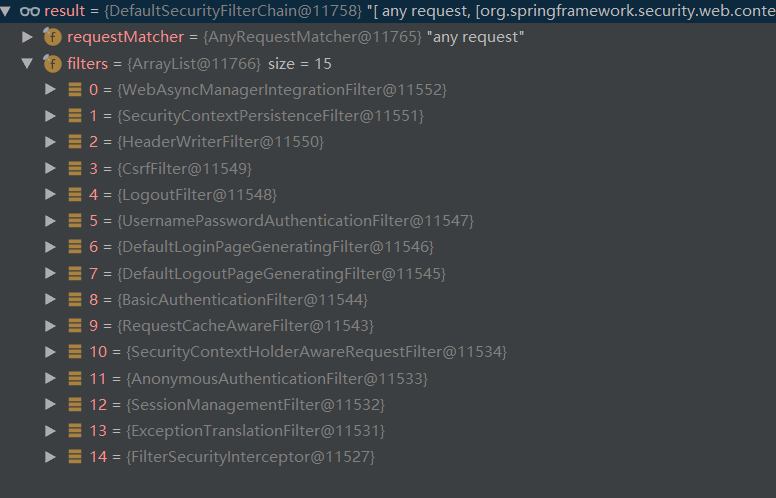 result = {DefaultSecurityFilterChain@11758} "[ any request, [org.springframework.security.web.conte
f requestMatcher = {AnyRequestMatcher@11765} "any request"
f filters = {ArrayList@11766} size = 15
0 = {WebAsyncManagerIntegrationFilter@11552}
1 = {SecurityContextPersistenceFilter@11551}
2 = {HeaderWriterFilter@11550}
3 = {CsrfFilter@11549}
4 = {LogoutFilter@11548}
5 = {UsernamePasswordAuthenticationFilter@11547}
6 = {DefaultLoginPageGeneratingFilter@11546}
7 = {DefaultLogoutPageGeneratingFilter@11545}
8 = {BasicAuthenticationFilter@11544}
9 = {RequestCacheAwareFilter@11543}
10 = {SecurityContextHolderAwareRequestFilter@11534}
11 = {AnonymousAuthenticationFilter@11533}
12 = {SessionManagementFilter@11532}
13 = {ExceptionTranslationFilter@11531}
14 = {FilterSecurityInterceptor@11527}